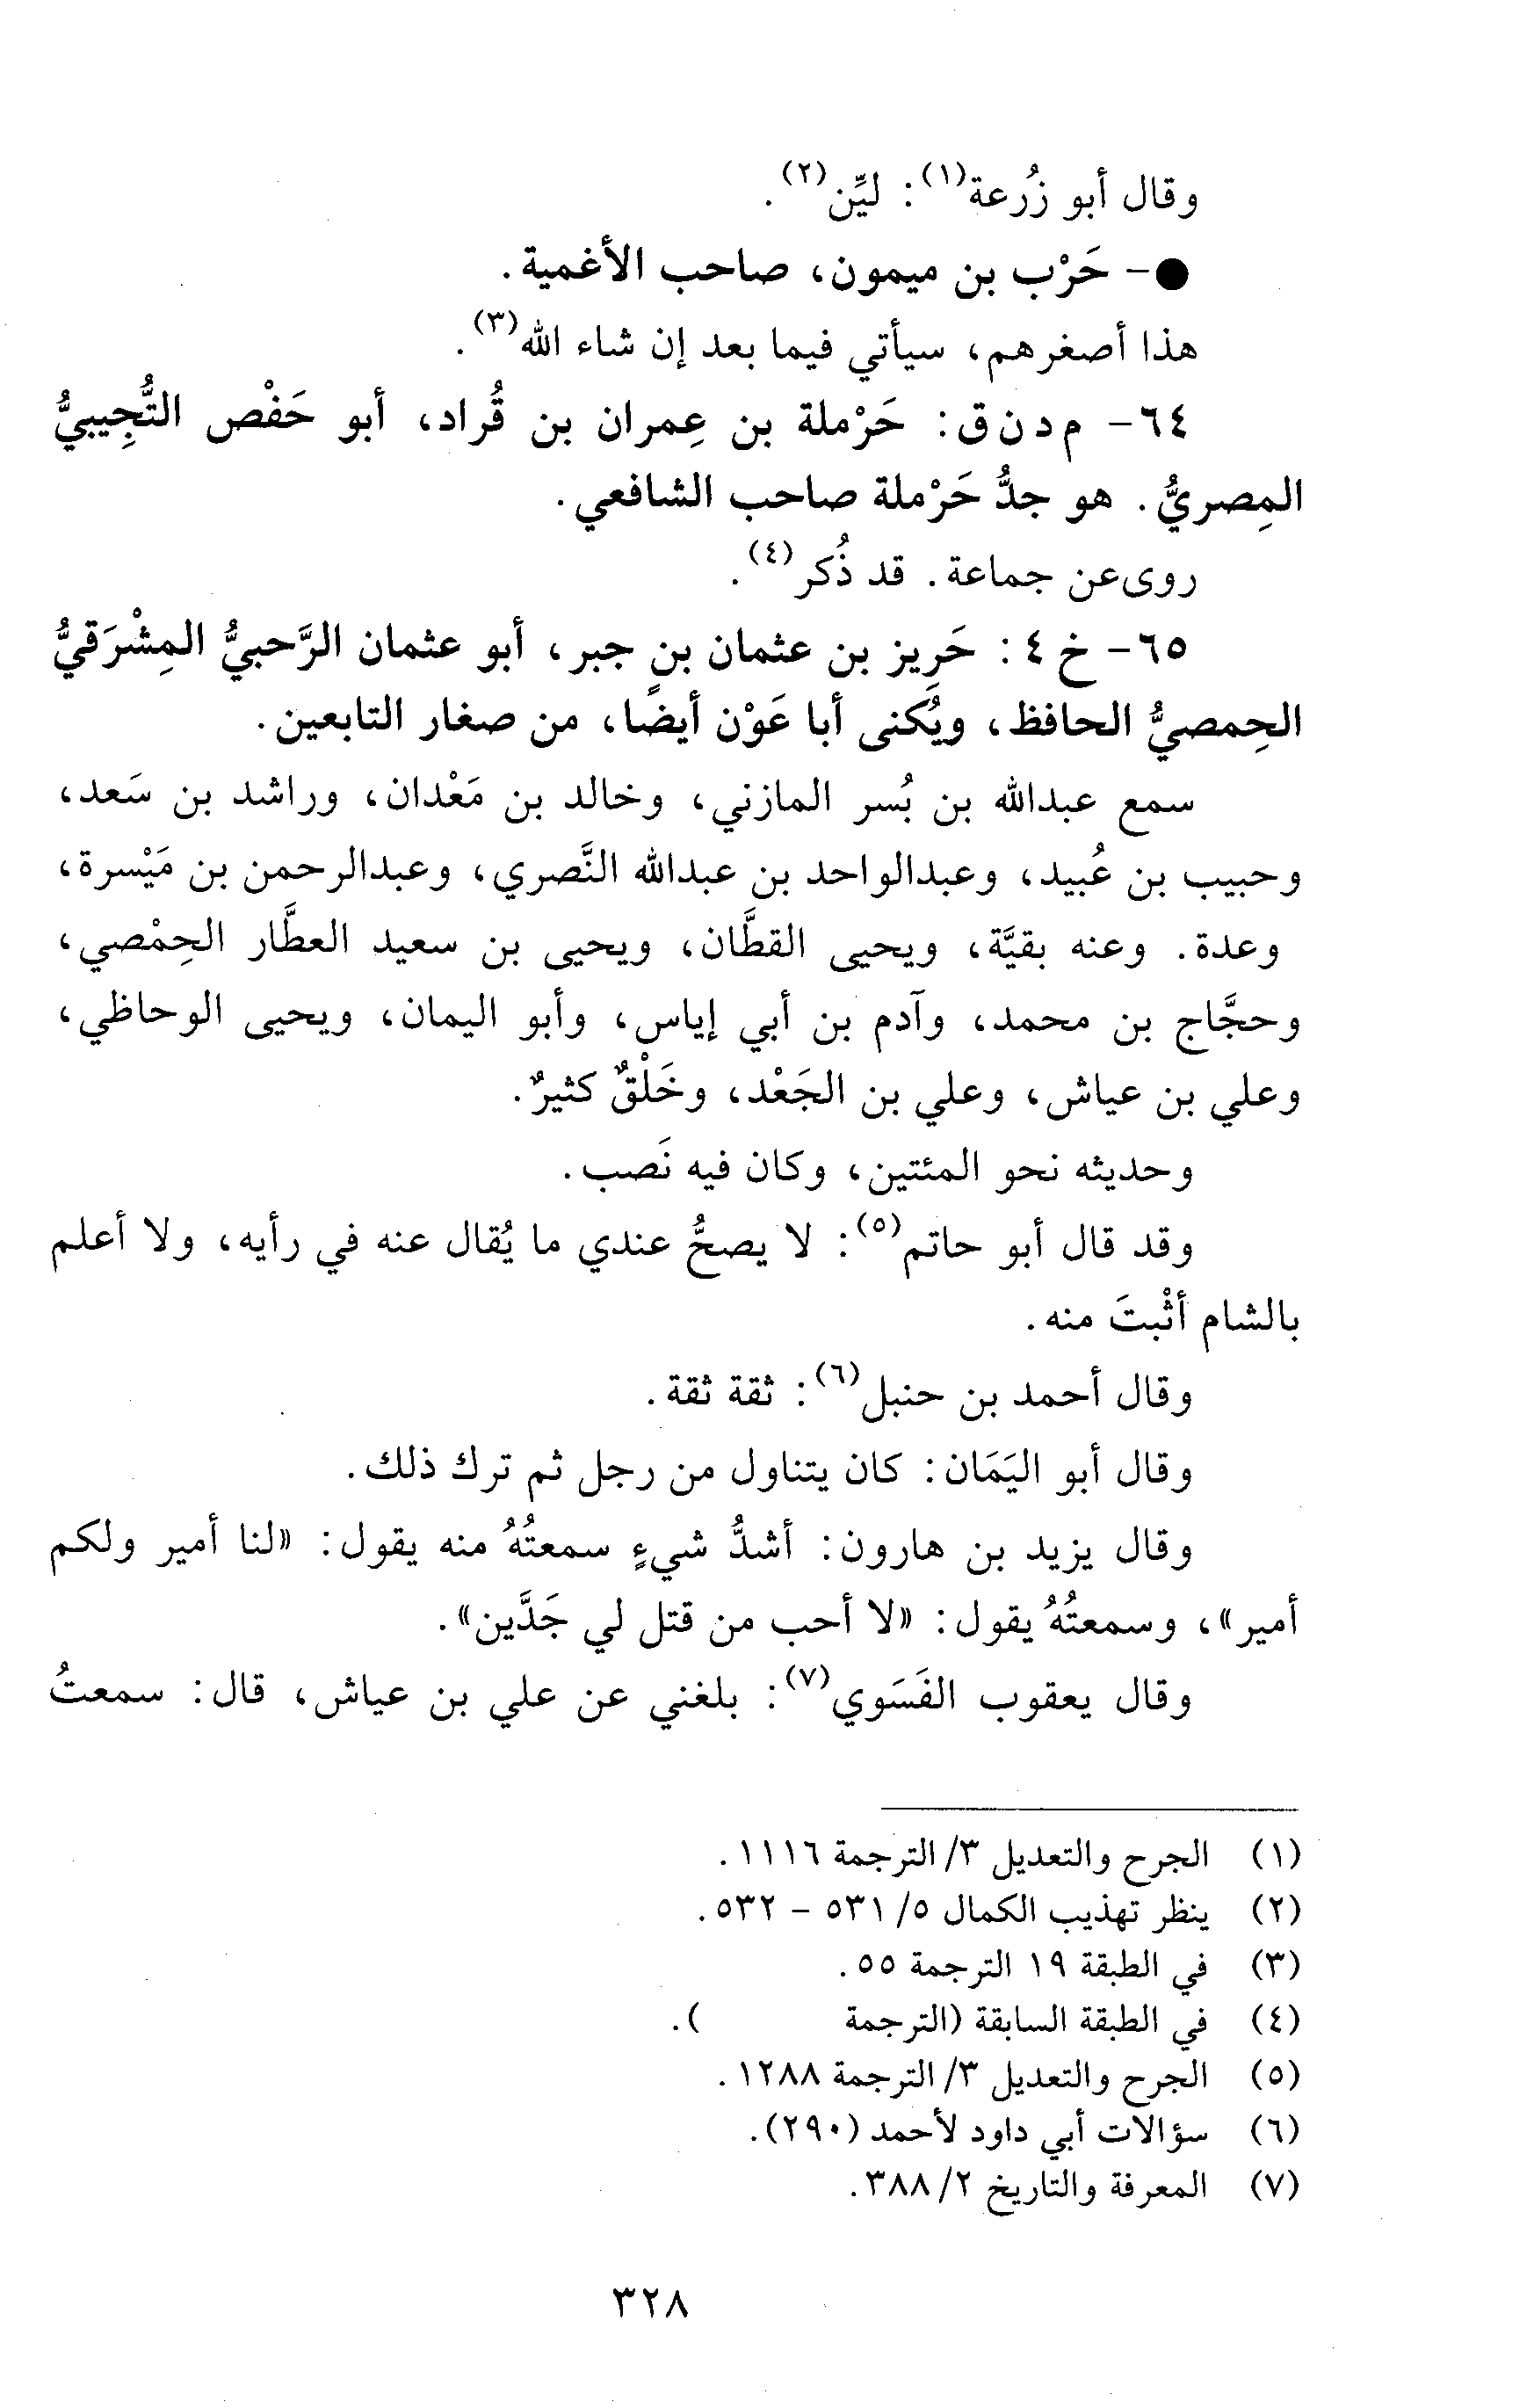 وقال أبو زُرعة(١): ليِّن(٢).
●- حَرْب بن ميمون، صاحب الأغمية.
هذا أصغرهم، سيأتي فيما بعد إن شاء الله(٣).
٦٤- م د ن ق: حَرْملة بن عِمران بن قُراد، أبو حَفْص التُّجِيبيُّ
المِصريُّ. هو جدُّ حَرْملة صاحب الشافعي.
روى عن جماعة. قد ذُكر(٤).
٦٥- خ ٤: حَرِيز بن عثمان بن جبر، أبو عثمان الرَّحبيُّ المِشْرَقيُّ
الحِمصيُّ الحافظ، ويُكنى أبا عَوْن أيضًا، من صغار التابعين.
سمع عبدالله بن بُسر المازني، وخالد بن مَعْدان، وراشد بن سَعد،
وحبيب بن عُبيد، وعبدالواحد بن عبدالله النَّصري، وعبدالرحمن بن مَيْسرة،
وعدة. وعنه بقيَّة، ويحيى القطَّان، ويحيى بن سعيد العطَّار الحِمْصي،
وحجَّاج بن محمد، وآدم بن أبي إياس، وأبو اليمان، ويحيى الوحاظي،
وعلي بن عياش، وعلي بن الجَعْد، وخَلْقٌ كثيرٌ.
وحديثه نحو المئتين، وكان فيه نَصب.
وقد قال أبو حاتم(٥): لا يصحُّ عندي ما يُقال عنه في رأيه، ولا أعلم
بالشام أثْبتَ منه.
وقال أحمد بن حنبل(٦): ثقة ثقة.
وقال أبو اليَمَان: كان يتناول من رجل ثم ترك ذلك.
وقال يزيد بن هارون: أشدُّ شيءٍ سمعتُهُ منه يقول: «لنا أمير ولكم
أمير»، وسمعتُهُ يقول: «لا أحب من قتل لي جَدَّين».
وقال يعقوب الفَسَوي(٧): بلغني عن علي بن عياش، قال: سمعتُ
(١) الجرح والتعديل ٣/ الترجمة ١١١٦.
(٢) ينظر تهذيب الكمال ٥/ ٥٣١ - ٥٣٢.
(٣) في الطبقة ١٩ الترجمة ٥٥.
(٤) في الطبقة السابقة (الترجمة ).
(٥) الجرح والتعديل ٣/ الترجمة ١٢٨٨.
(٦) سؤالات أبي داود لأحمد (٢٩٠).
(٧) المعرفة والتاريخ ٢/ ٣٨٨.
٣٢٨